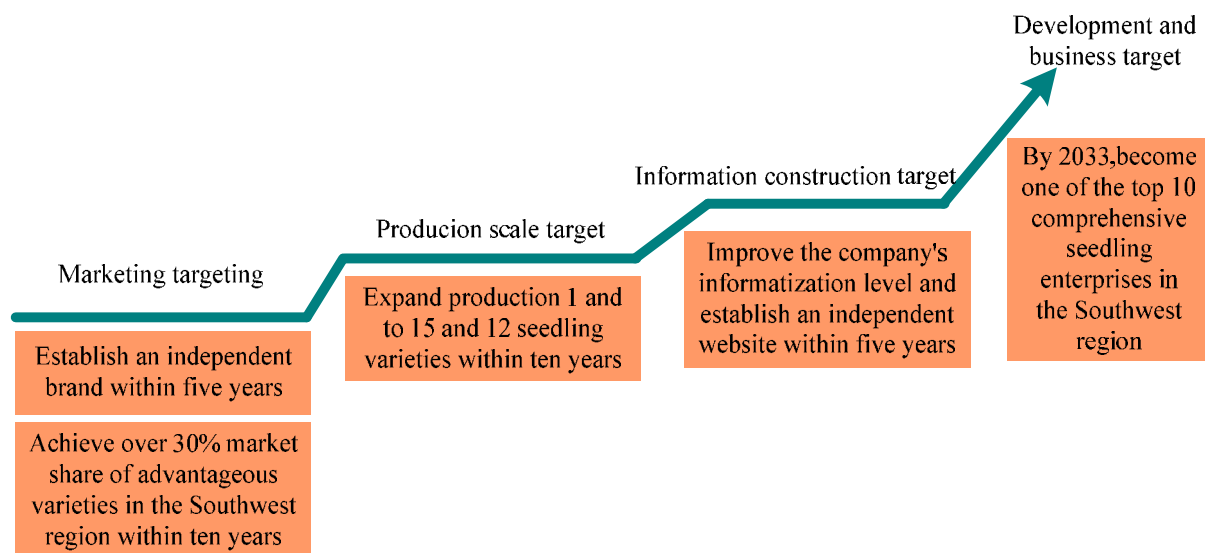 Marketing targeting
Establish an independent
brand within five years
Achieve over 30% market
share of advantageous
varieties in the Southwest
region within ten years
Producion scale target
Expand production 1 and
to 15 and 12 seedling
varieties within ten years
Information construction target
Improve the company's
informatization level and
establish an independent
website within five years
Development and
business target
By 2033,become
one of the top 10
comprehensive
seedling
enterprises in
the Southwest
region